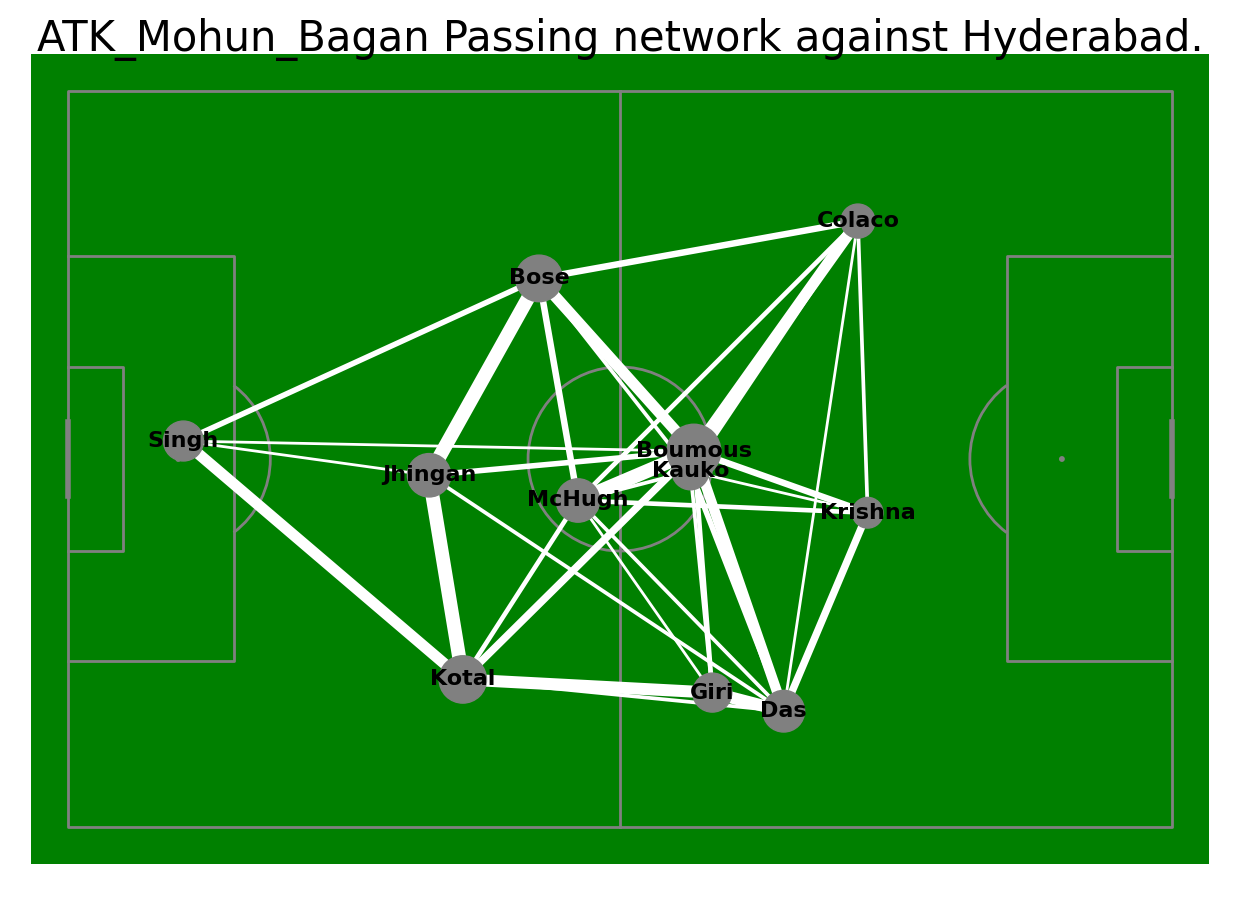 ATK_Mohun_Bagan Passing network against Hyderabad.
Colaco
Bose
Singh
Boumous
Kauko
Jhingan
McHugh
Krishna
Kotal
Giri
Das